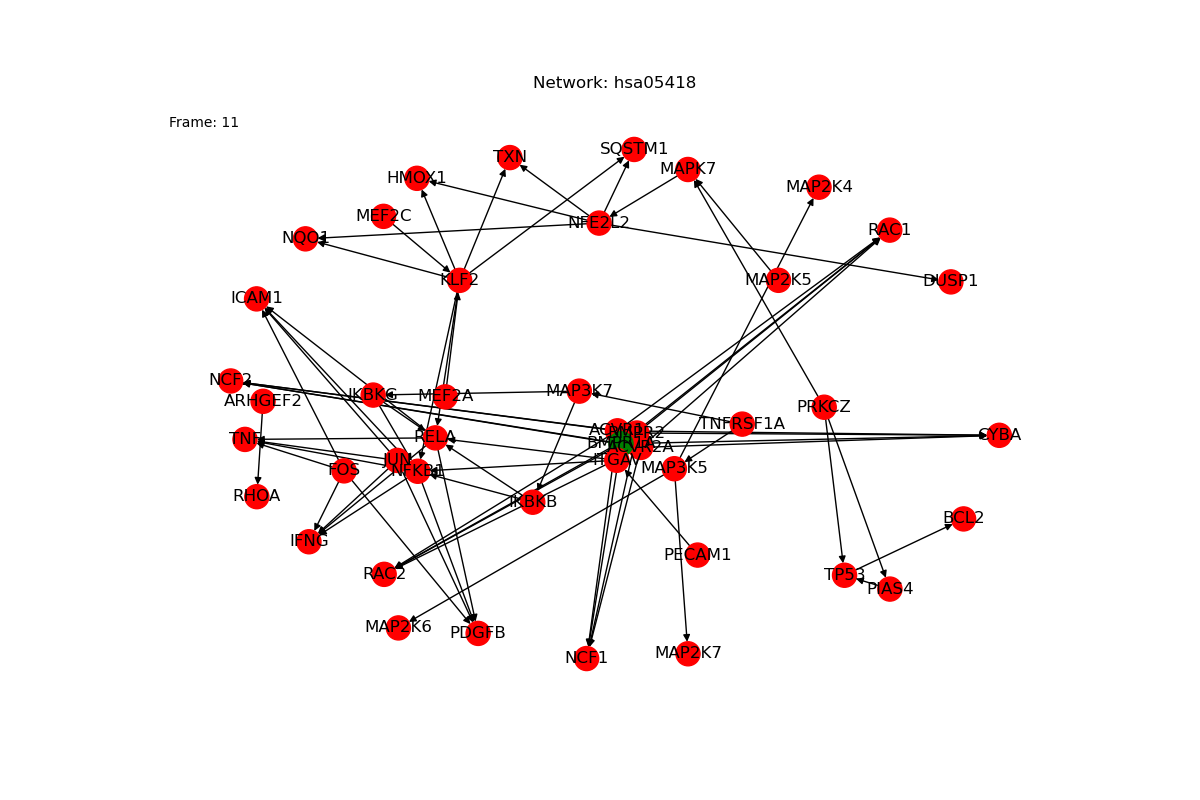 Network: hsa05418
Frame: 11
SQSTM1
TXN
MAPK7
HMOX1
MAP2K4
MEF2C
NFE2L2
RAC1
NQO1
KLF2
MAP2K5
DUSP1
ICAM1
NCF2
IKBKG
MEF2A
MAP3K7
ARHGEF2
PRKCZ
TNFRSF1A
TNF
RELA
CYBA
ACVR2A
JUN
ITGAV
FOS
NFKB1
MAP3K5
RHOA
IKBKB
BCL2
IFNG
PECAM1
RAC2
TP53
PIAS4
MAP2K6
PDGFB
NCF1
MAP2K7